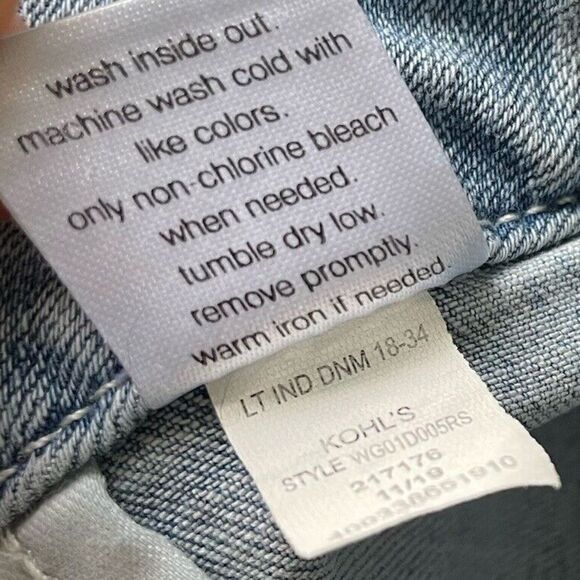 wash inside out.
machine wash cold with
like colors.
only non-chlorine bleach
when needed.
tumble dry low.
remove promptly.
warm iron if needed.
LT IND DNM 18-34
KOHL'S
STYLE WG01D005RS
217176
11/19
400938651910